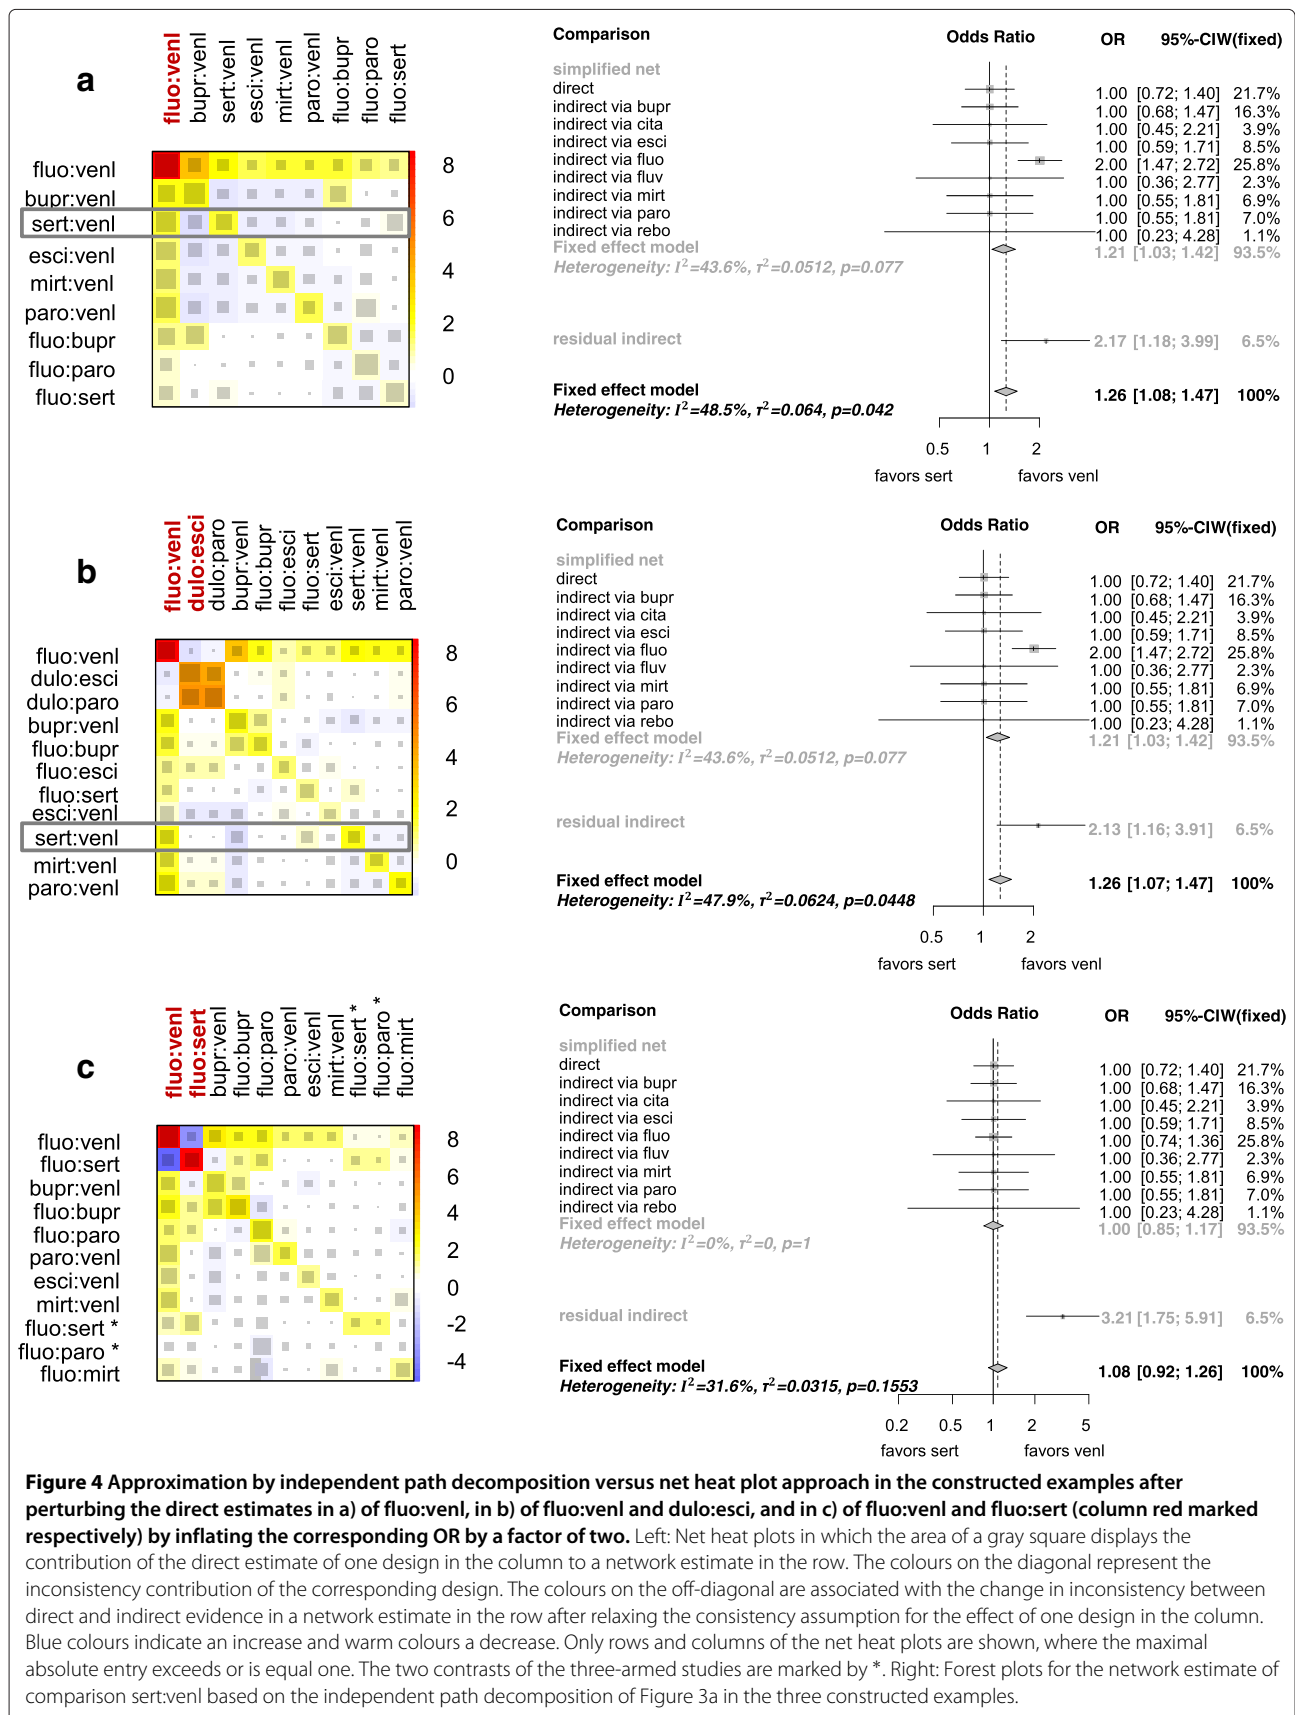 a
fluo:venl
bupr:venl
sert:venl
esci:venl
mirt:venl
paro:venl
fluo:bupr
fluo:paro
fluo:sert
fluo:venl
bupr:venl
sert:venl
esci:venl
mirt:venl
paro:venl
fluo:bupr
fluo:paro
fluo:sert
8
6
4
2
0
Comparison Odds Ratio OR 95%-CIW(fixed)
simplified net
direct 1.00 [0.72; 1.40] 21.7%
indirect via bupr 1.00 [0.68; 1.47] 16.3%
indirect via cita 1.00 [0.45; 2.21] 3.9%
indirect via esci 1.00 [0.59; 1.71] 8.5%
indirect via fluo 2.00 [1.47; 2.72] 25.8%
indirect via fluv 1.00 [0.36; 2.77] 2.3%
indirect via mirt 1.00 [0.55; 1.81] 6.9%
indirect via paro 1.00 [0.55; 1.81] 7.0%
indirect via rebo 1.00 [0.23; 4.28] 1.1%
Fixed effect model 1.21 [1.03; 1.42] 93.5%
Heterogeneity: I²=43.6%, τ²=0.0512, p=0.077
residual indirect 2.17 [1.18; 3.99] 6.5%
Fixed effect model 1.26 [1.08; 1.47] 100%
Heterogeneity: I²=48.5%, τ²=0.064, p=0.042
0.5 1 2
favors sert favors venl
b
fluo:venl
dulo:esci
dulo:paro
bupr:venl
fluo:bupr
fluo:esci
fluo:sert
esci:venl
sert:venl
mirt:venl
paro:venl
fluo:venl
dulo:esci
dulo:paro
bupr:venl
fluo:bupr
fluo:esci
fluo:sert
esci:venl
sert:venl
mirt:venl
paro:venl
8
6
4
2
0
Comparison Odds Ratio OR 95%-CIW(fixed)
simplified net
direct 1.00 [0.72; 1.40] 21.7%
indirect via bupr 1.00 [0.68; 1.47] 16.3%
indirect via cita 1.00 [0.45; 2.21] 3.9%
indirect via esci 1.00 [0.59; 1.71] 8.5%
indirect via fluo 2.00 [1.47; 2.72] 25.8%
indirect via fluv 1.00 [0.36; 2.77] 2.3%
indirect via mirt 1.00 [0.55; 1.81] 6.9%
indirect via paro 1.00 [0.55; 1.81] 7.0%
indirect via rebo 1.00 [0.23; 4.28] 1.1%
Fixed effect model 1.21 [1.03; 1.42] 93.5%
Heterogeneity: I²=43.6%, τ²=0.0512, p=0.077
residual indirect 2.13 [1.16; 3.91] 6.5%
Fixed effect model 1.26 [1.07; 1.47] 100%
Heterogeneity: I²=47.9%, τ²=0.0624, p=0.0448
0.5 1 2
favors sert favors venl
c
fluo:venl
fluo:sert
bupr:venl
fluo:bupr
fluo:paro
paro:venl
esci:venl
mirt:venl
fluo:sert *
fluo:paro *
fluo:mirt
fluo:venl
fluo:sert
bupr:venl
fluo:bupr
fluo:paro
paro:venl
esci:venl
mirt:venl
fluo:sert *
fluo:paro *
fluo:mirt
8
6
4
2
0
-2
-4
Comparison Odds Ratio OR 95%-CIW(fixed)
simplified net
direct 1.00 [0.72; 1.40] 21.7%
indirect via bupr 1.00 [0.68; 1.47] 16.3%
indirect via cita 1.00 [0.45; 2.21] 3.9%
indirect via esci 1.00 [0.59; 1.71] 8.5%
indirect via fluo 1.00 [0.74; 1.36] 25.8%
indirect via fluv 1.00 [0.36; 2.77] 2.3%
indirect via mirt 1.00 [0.55; 1.81] 6.9%
indirect via paro 1.00 [0.55; 1.81] 7.0%
indirect via rebo 1.00 [0.23; 4.28] 1.1%
Fixed effect model 1.00 [0.85; 1.17] 93.5%
Heterogeneity: I²=0%, τ²=0, p=1
residual indirect 3.21 [1.75; 5.91] 6.5%
Fixed effect model 1.08 [0.92; 1.26] 100%
Heterogeneity: I²=31.6%, τ²=0.0315, p=0.1553
0.2 0.5 1 2 5
favors sert favors venl
Figure 4 Approximation by independent path decomposition versus net heat plot approach in the constructed examples after
perturbing the direct estimates in a) of fluo:venl, in b) of fluo:venl and dulo:esci, and in c) of fluo:venl and fluo:sert (column red marked
respectively) by inflating the corresponding OR by a factor of two. Left: Net heat plots in which the area of a gray square displays the
contribution of the direct estimate of one design in the column to a network estimate in the row. The colours on the diagonal represent the
inconsistency contribution of the corresponding design. The colours on the off-diagonal are associated with the change in inconsistency between
direct and indirect evidence in a network estimate in the row after relaxing the consistency assumption for the effect of one design in the column.
Blue colours indicate an increase and warm colours a decrease. Only rows and columns of the net heat plots are shown, where the maximal
absolute entry exceeds or is equal one. The two contrasts of the three-armed studies are marked by *. Right: Forest plots for the network estimate of
comparison sert:venl based on the independent path decomposition of Figure 3a in the three constructed examples.